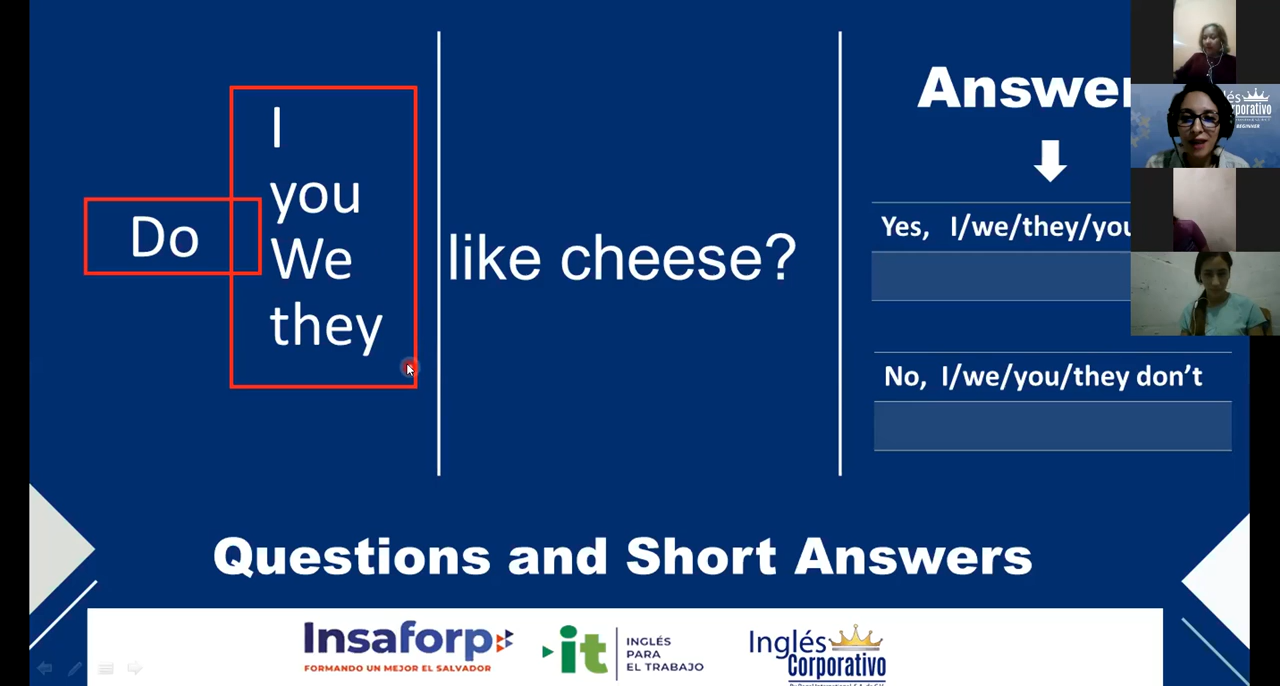 I
you
Do
We
they
like cheese?
Yes, I/we/they/you
No, I/we/you/they don't
Questions and Short Answers
Insaforp
FORMANDO UN MEJOR EL SALVADOR
it
INGLÉS
PARA
EL TRABAJO
Inglés
Corporativo
BEGINNER